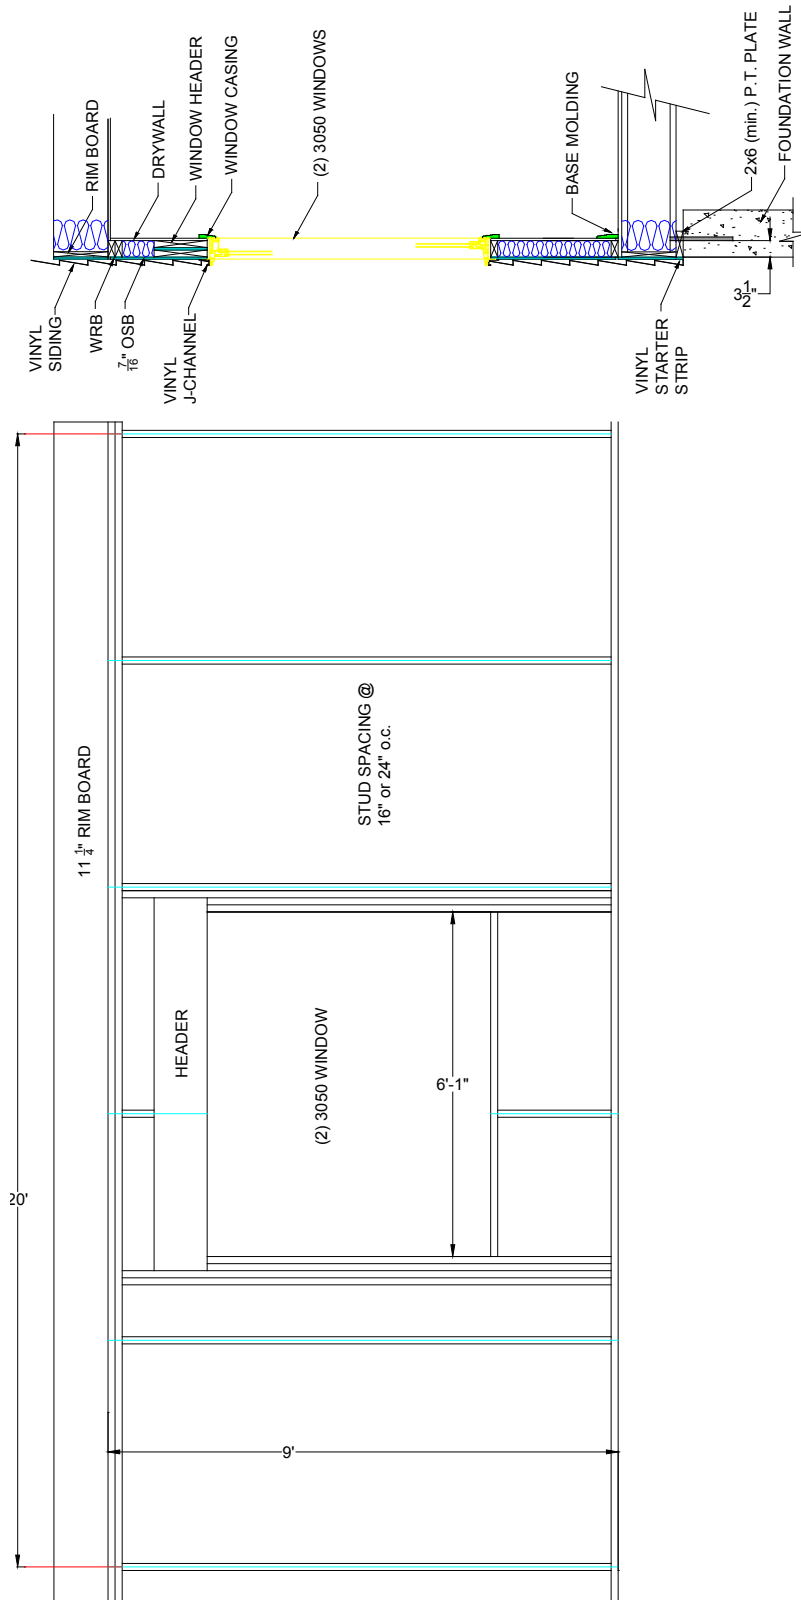 VINYL
SIDING
WRB
7/16" OSB
VINYL
J-CHANNEL
RIM BOARD
DRYWALL
WINDOW HEADER
WINDOW CASING
(2) 3050 WINDOWS
BASE MOLDING
2x6 (min.) P.T. PLATE
FOUNDATION WALL
3 1/2"
VINYL
STARTER
STRIP
20'
11 1/4" RIM BOARD
STUD SPACING @
16" or 24" o.c.
HEADER
(2) 3050 WINDOW
6'-1"
9'